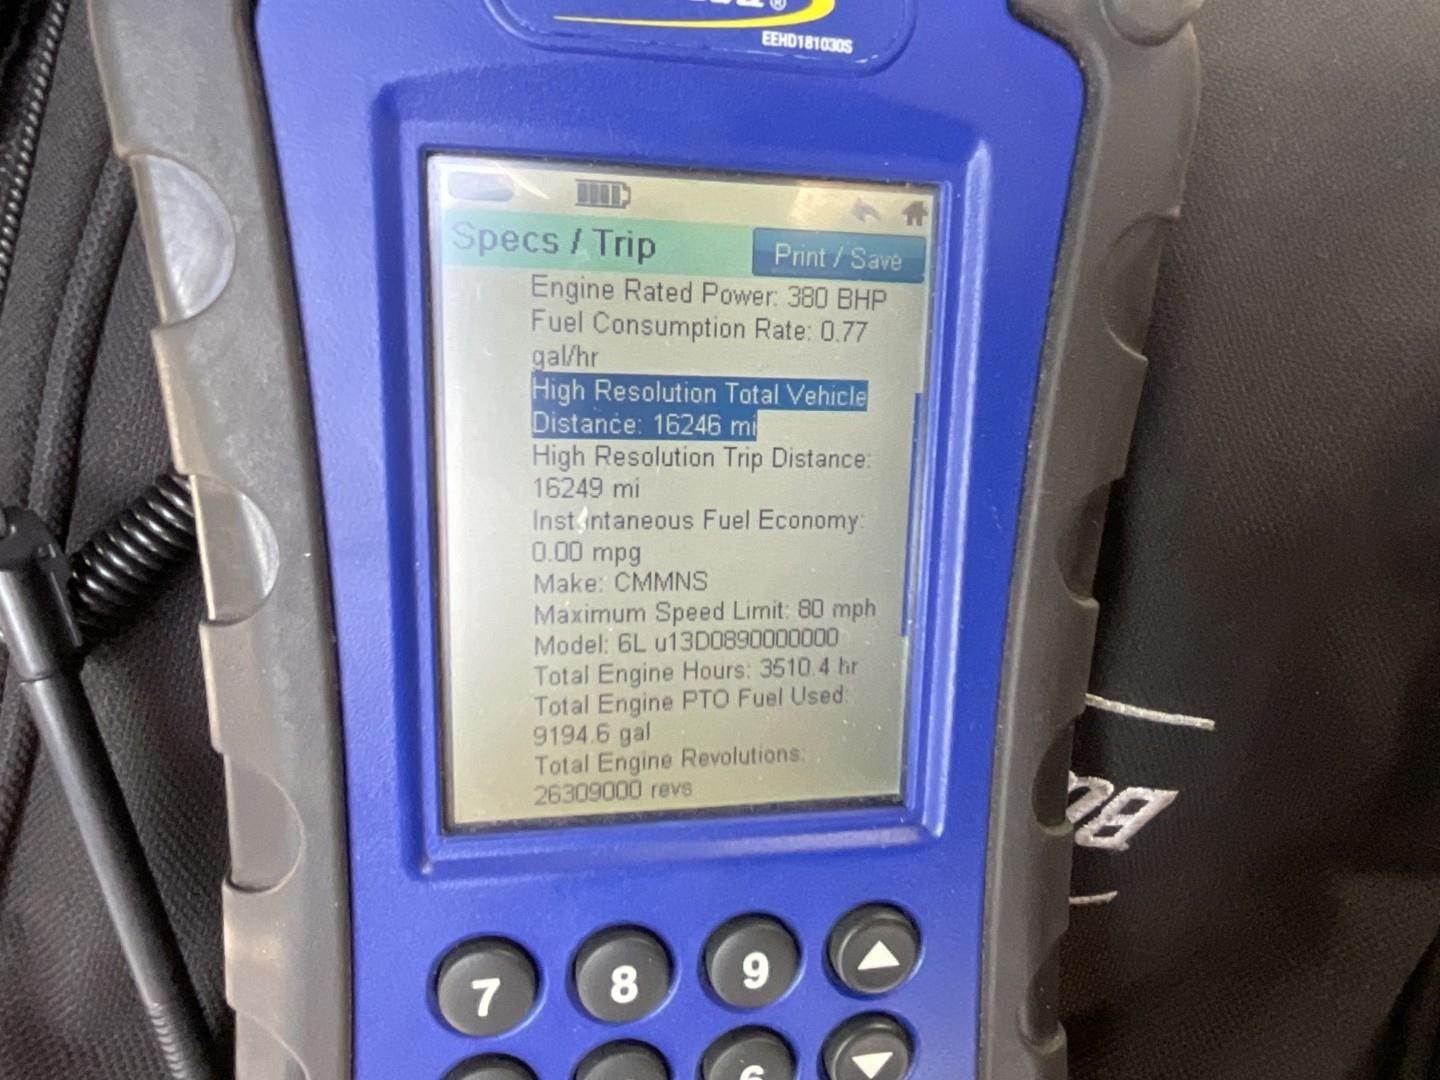 EEHD181030S
Specs / Trip
Print / Save
Engine Rated Power: 380 BHP
Fuel Consumption Rate: 0.77
gal/hr
High Resolution Total Vehicle
Distance: 16246 mi
High Resolution Trip Distance:
16249 mi
Instantaneous Fuel Economy:
0.00 mpg
Make: CMMNS
Maximum Speed Limit: 80 mph
Model: 6L u13D0890000000
Total Engine Hours: 3510.4 hr
Total Engine PTO Fuel Used:
9194.6 gal
Total Engine Revolutions:
26309000 revs
7 8 9
6